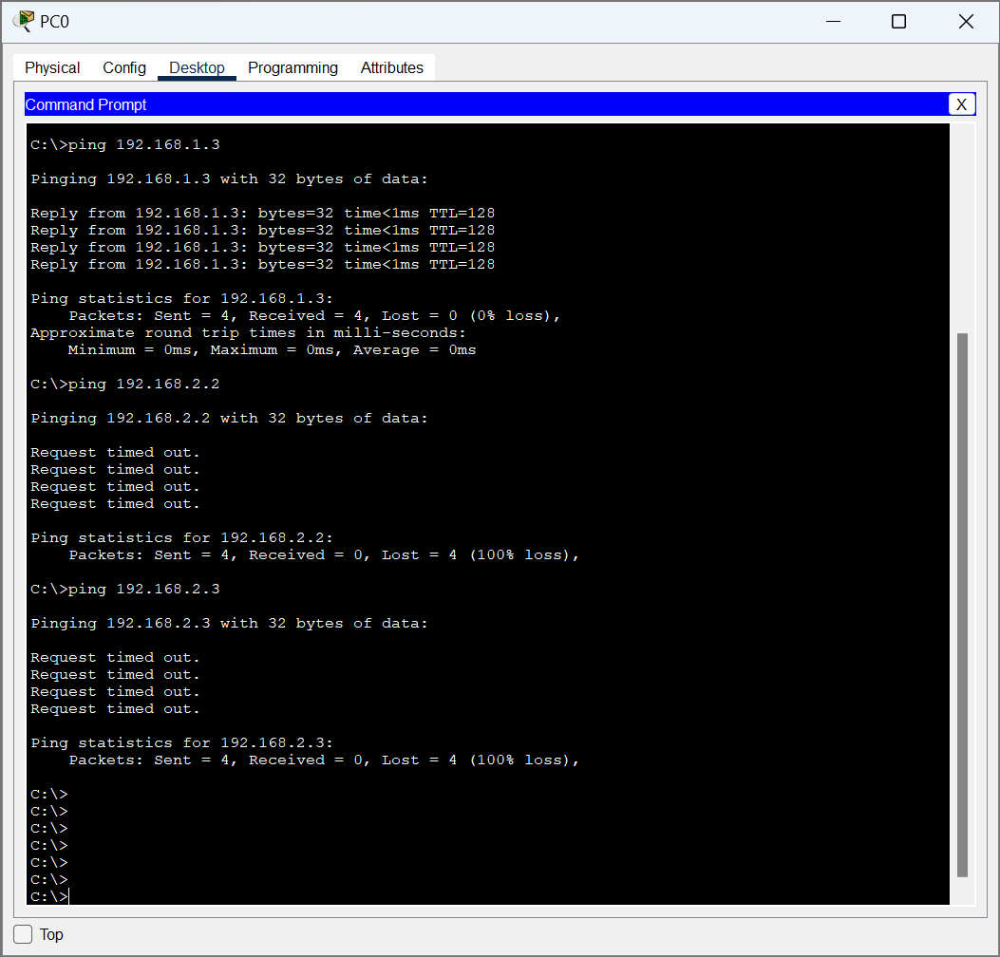 PC0
Physical Config Desktop Programming Attributes
Command Prompt X
C:\>ping 192.168.1.3
Pinging 192.168.1.3 with 32 bytes of data:
Reply from 192.168.1.3: bytes=32 time<1ms TTL=128
Reply from 192.168.1.3: bytes=32 time<1ms TTL=128
Reply from 192.168.1.3: bytes=32 time<1ms TTL=128
Reply from 192.168.1.3: bytes=32 time<1ms TTL=128
Ping statistics for 192.168.1.3:
    Packets: Sent = 4, Received = 4, Lost = 0 (0% loss),
Approximate round trip times in milli-seconds:
    Minimum = 0ms, Maximum = 0ms, Average = 0ms
C:\>ping 192.168.2.2
Pinging 192.168.2.2 with 32 bytes of data:
Request timed out.
Request timed out.
Request timed out.
Request timed out.
Ping statistics for 192.168.2.2:
    Packets: Sent = 4, Received = 0, Lost = 4 (100% loss),
C:\>ping 192.168.2.3
Pinging 192.168.2.3 with 32 bytes of data:
Request timed out.
Request timed out.
Request timed out.
Request timed out.
Ping statistics for 192.168.2.3:
    Packets: Sent = 4, Received = 0, Lost = 4 (100% loss),
C:\>
C:\>
C:\>
C:\>
C:\>
C:\>
C:\>
Top